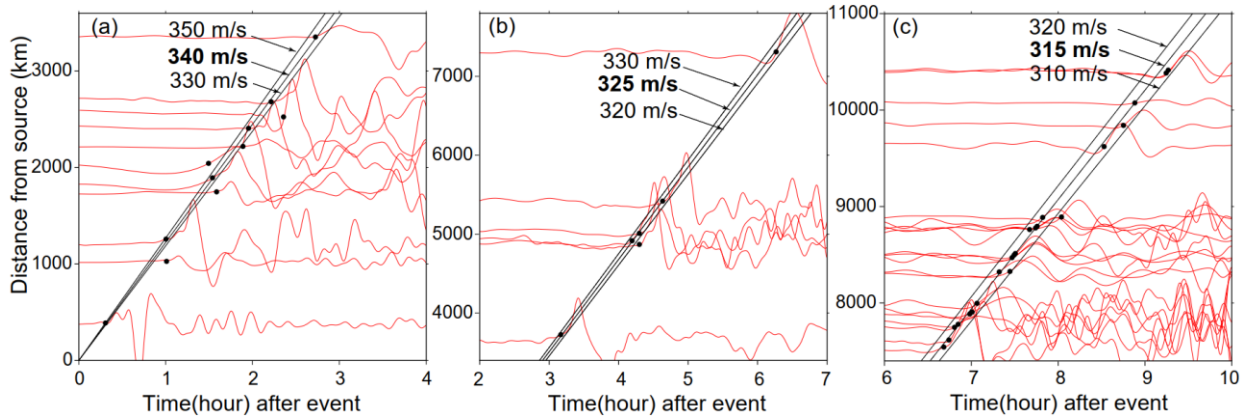 (a)
350 m/s
340 m/s
330 m/s
Distance from source (km)
3000
2000
1000
0
0 1 2 3 4
Time(hour) after event
(b)
330 m/s
325 m/s
320 m/s
7000
6000
5000
4000
2 3 4 5 6 7
Time(hour) after event
(c)
320 m/s
315 m/s
310 m/s
11000
10000
9000
8000
6 7 8 9 10
Time(hour) after event